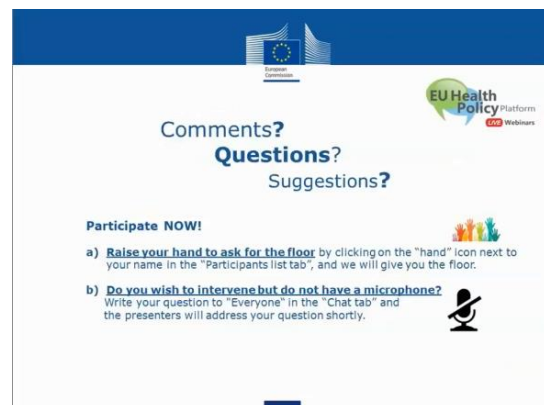 European
Commission
EU Health
Policy Platform
LIVE Webinars
Comments?
Questions?
Suggestions?
Participate NOW!
a) Raise your hand to ask for the floor by clicking on the "hand" icon next to
your name in the "Participants list tab", and we will give you the floor.
b) Do you wish to intervene but do not have a microphone?
Write your question to "Everyone" in the "Chat tab" and
the presenters will address your question shortly.